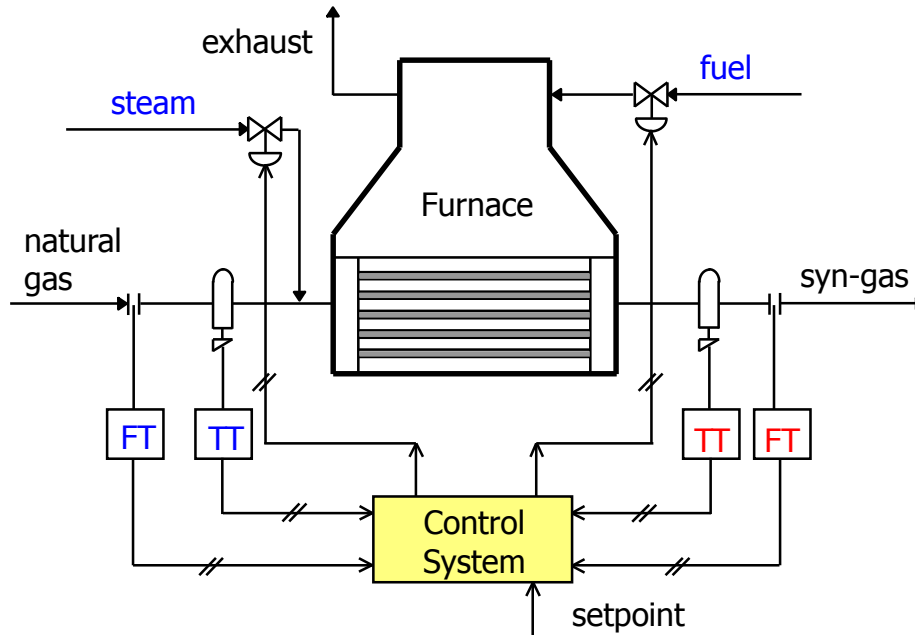 exhaust
fuel
steam
Furnace
natural
gas
syn-gas
FT
TT
TT
FT
Control
System
setpoint